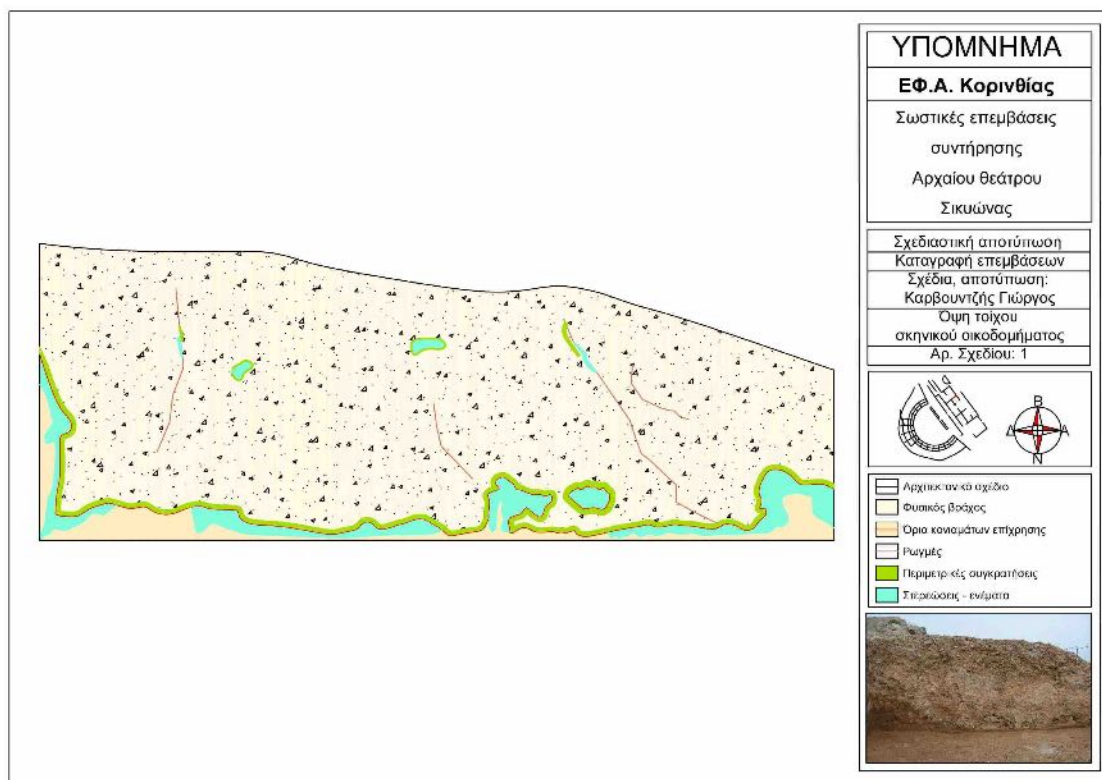 ΥΠΟΜΝΗΜΑ
ΕΦ.Α. Κορινθίας
Σωστικές επεμβάσεις
συντήρησης
Αρχαίου θεάτρου
Σικυώνας
Σχεδιαστική αποτύπωση
Καταγραφή επεμβάσεων
Σχέδια, αποτύπωση:
Καρβουντζής Γιώργος
Όψη τοίχου
σκηνικού οικοδομήματος
Αρ. Σχεδίου: 1
Β
Δ Α
Ν
Αρχιτεκτονικό σχέδιο
Φυσικός βράχος
Όρια κονιαμάτων επίχρησης
Ρωγμές
Περιμετρικές συγκρατήσεις
Στερεώσεις - ενέματα